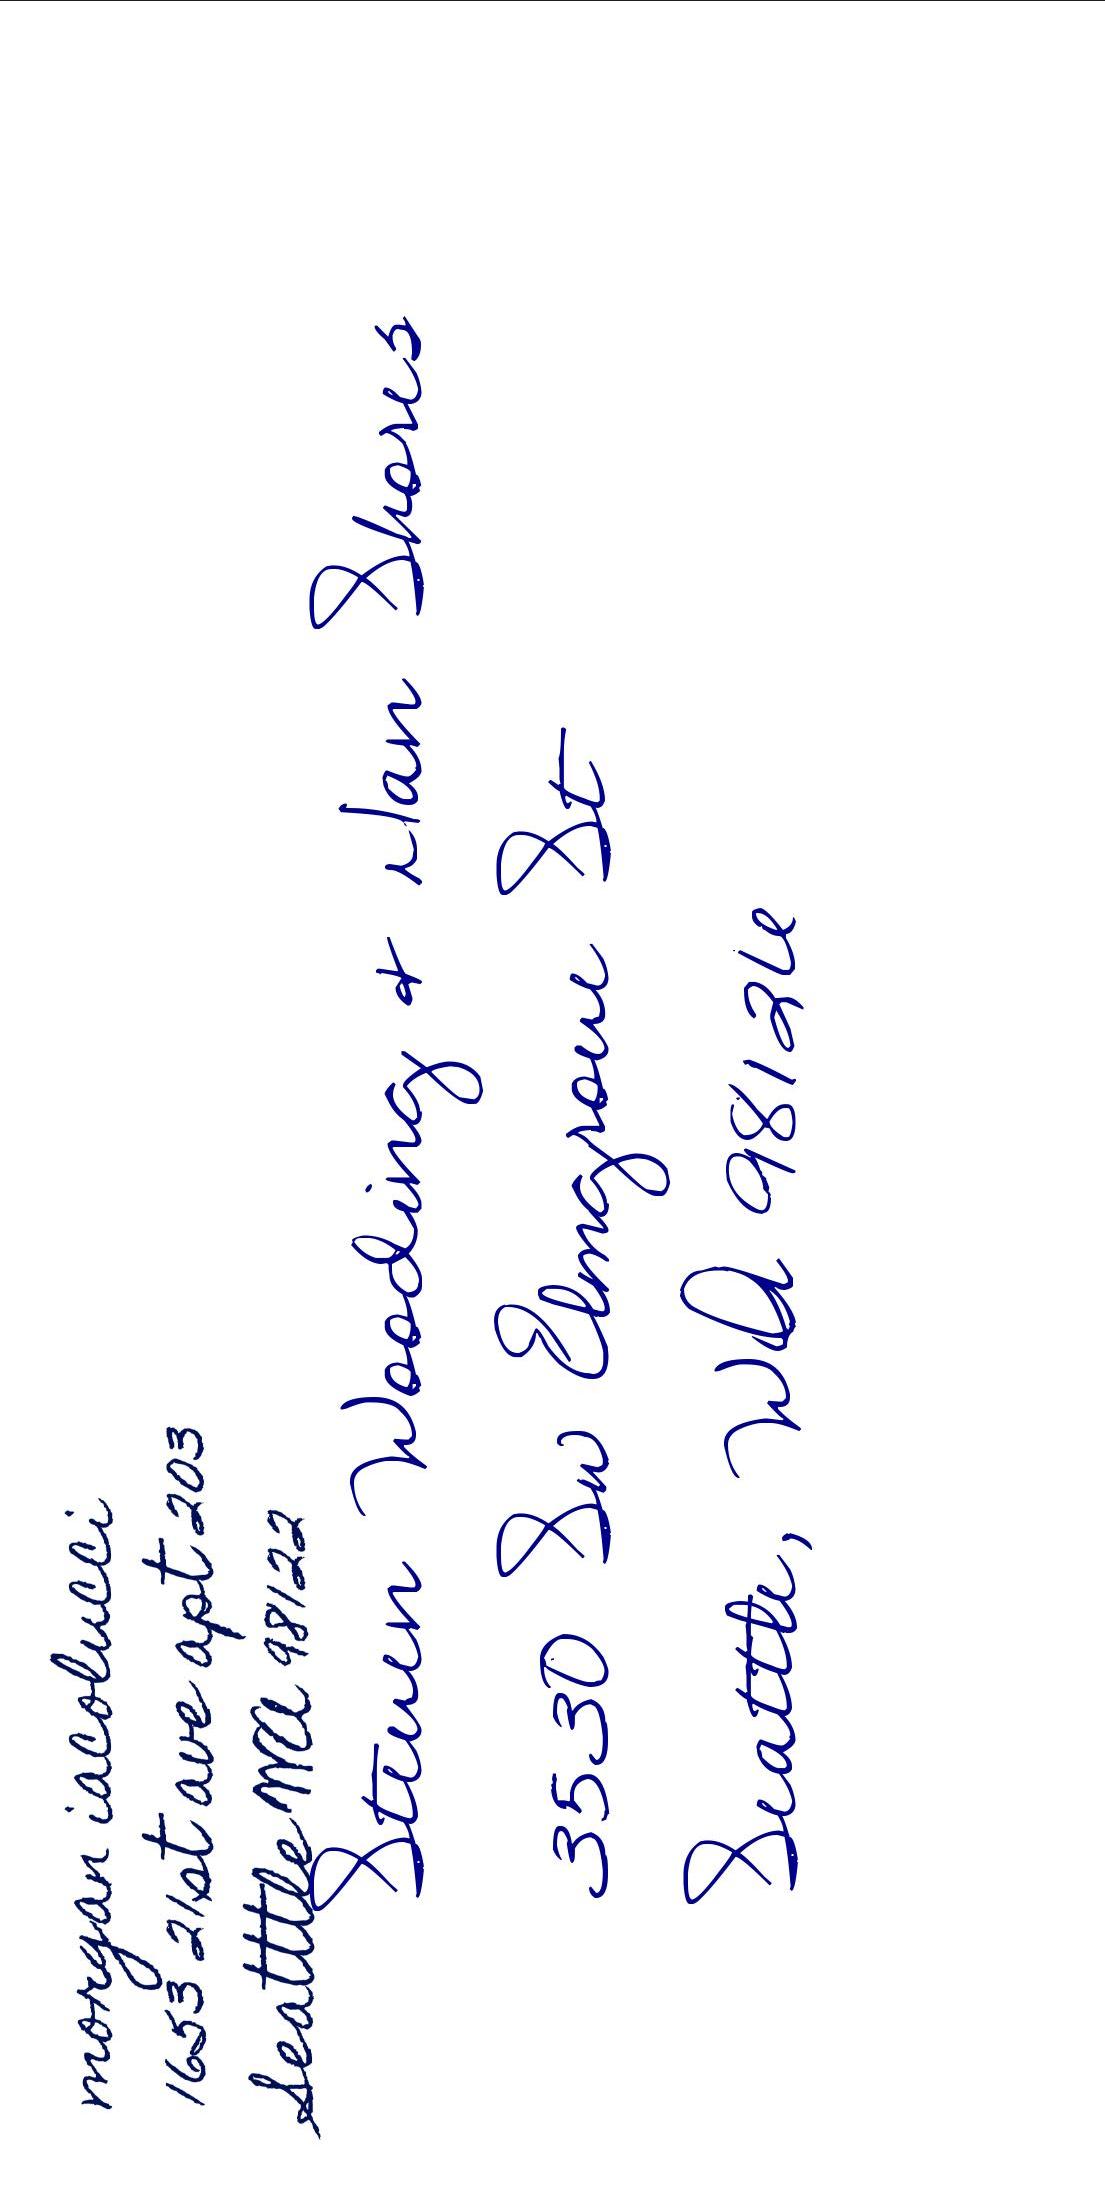 morgan iacolucci
1653 21st ave apt 203
Seattle WA 98122
Steven Wooding + Nan Shores
3530 SW Elmgrove St
Seattle, WA 98126